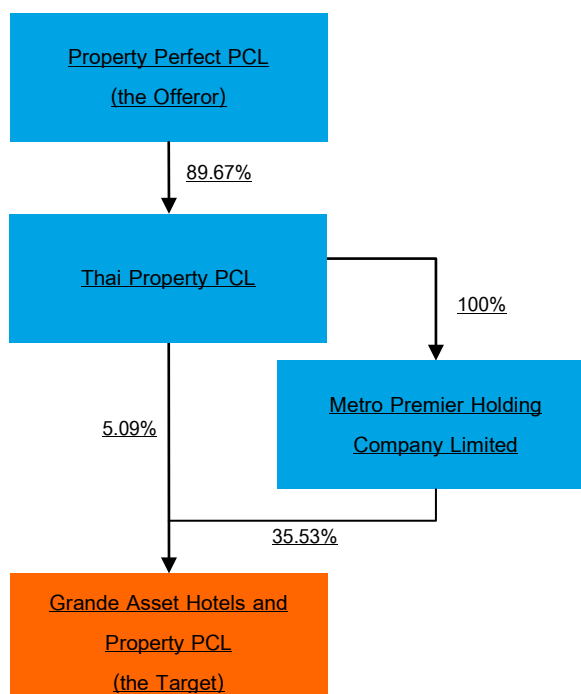 Property Perfect PCL
(the Offeror)
89.67%
Thai Property PCL
100%
Metro Premier Holding
Company Limited
5.09%
35.53%
Grande Asset Hotels and
Property PCL
(the Target)